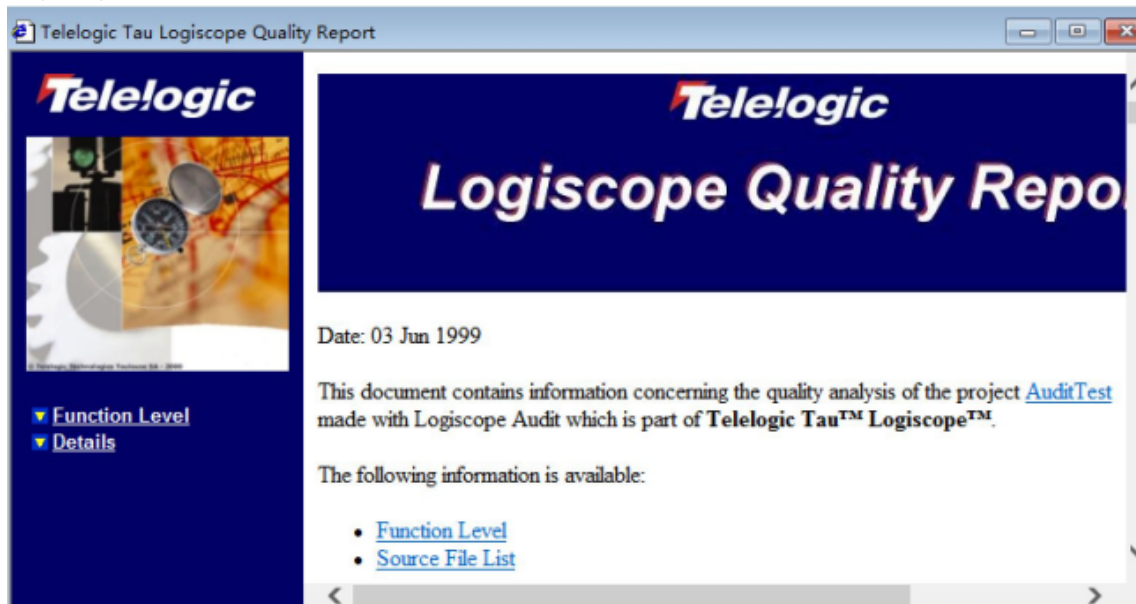 Telelogic Tau Logiscope Quality Report
Telelogic
Function Level
Details
Telelogic
Logiscope Quality Repo
Date: 03 Jun 1999
This document contains information concerning the quality analysis of the project AuditTest
made with Logiscope Audit which is part of Telelogic Tau™ Logiscope™.
The following information is available:
• Function Level
• Source File List